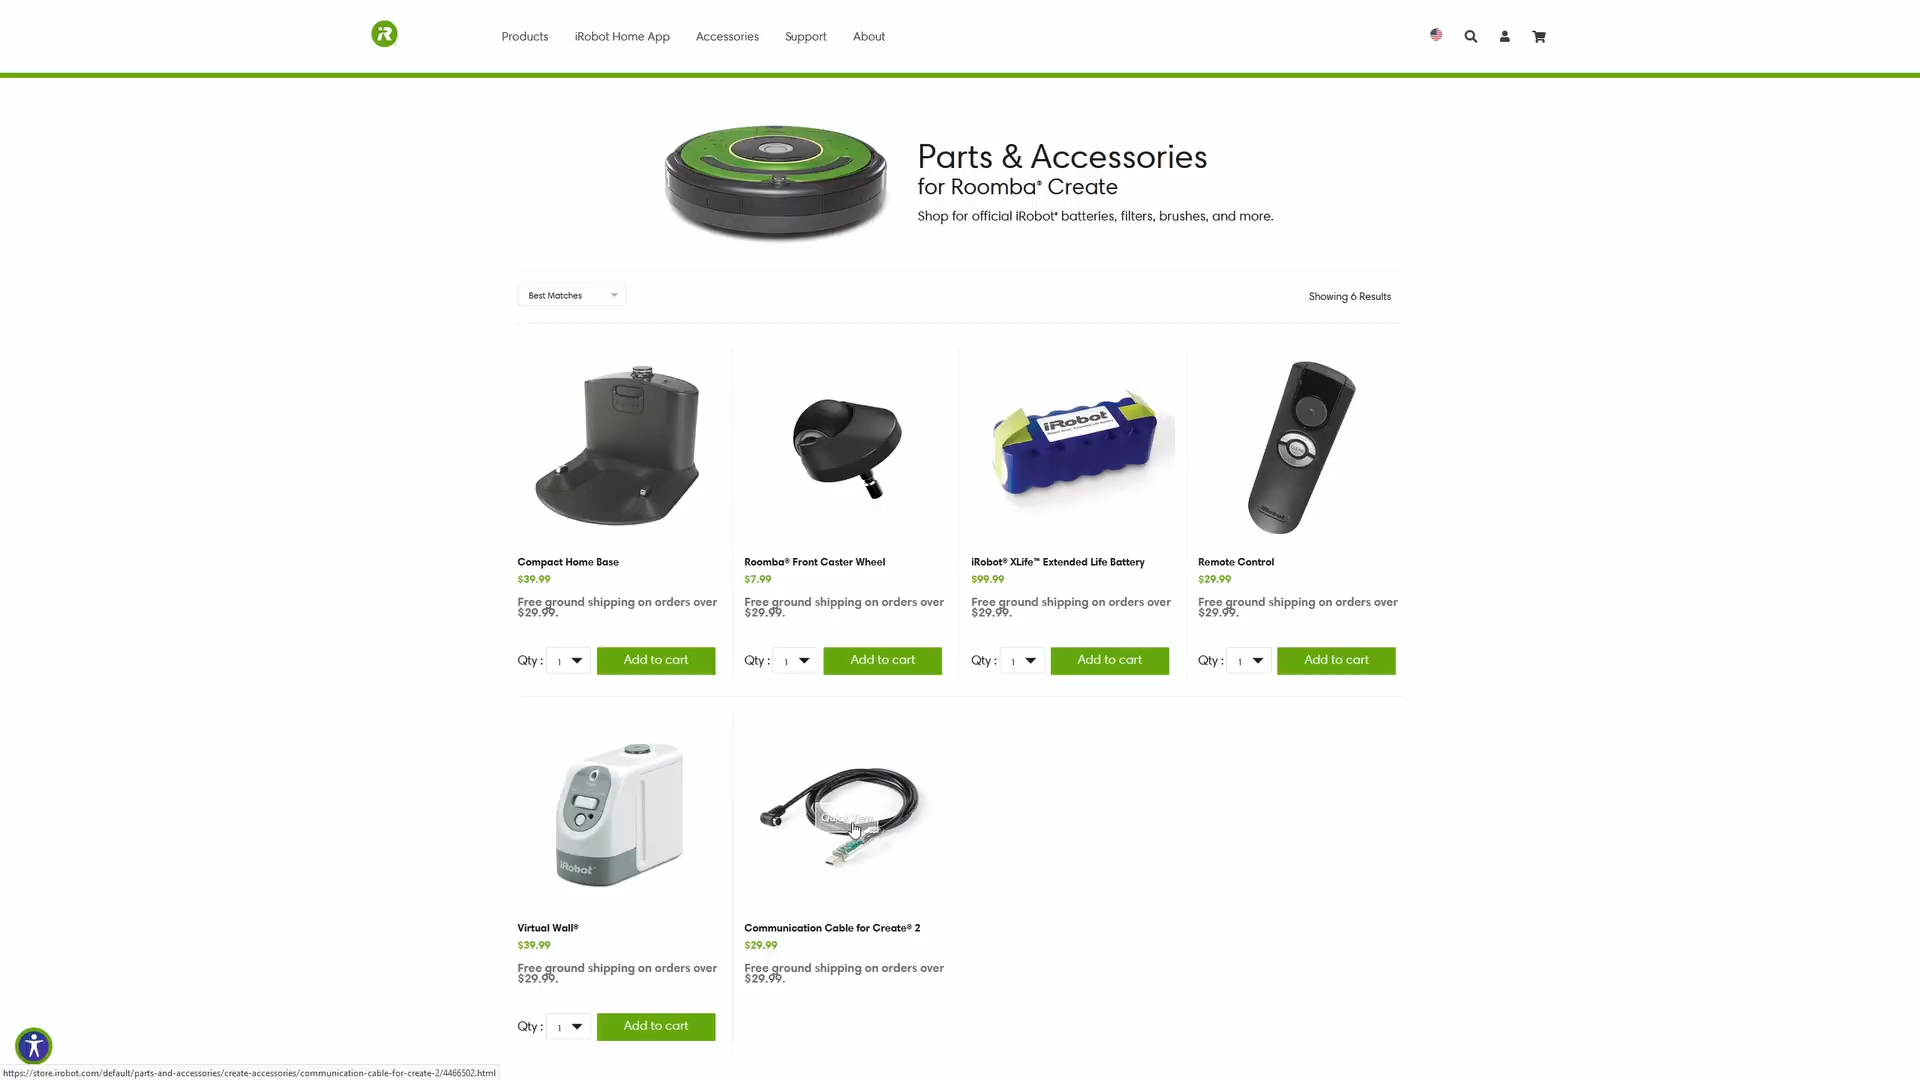 Products iRobot Home App Accessories Support About
Parts & Accessories
for Roomba® Create
Shop for official iRobot® batteries, filters, brushes, and more.
Best Matches
Showing 6 Results
iRobot
iRobot
Compact Home Base
$39.99
Free ground shipping on orders over
$29.99.
Qty : 1 Add to cart
Roomba® Front Caster Wheel
$7.99
Free ground shipping on orders over
$29.99.
Qty : 1 Add to cart
iRobot® XLife™ Extended Life Battery
$99.99
Free ground shipping on orders over
$29.99.
Qty : 1 Add to cart
Remote Control
$29.99
Free ground shipping on orders over
$29.99.
Qty : 1 Add to cart
iRobot
Quick View
Virtual Wall®
$39.99
Free ground shipping on orders over
$29.99.
Qty : 1 Add to cart
Communication Cable for Create® 2
$29.99
Free ground shipping on orders over
$29.99.
https://store.irobot.com/default/parts-and-accessories/create-accessories/communication-cable-for-create-2/4466502.html